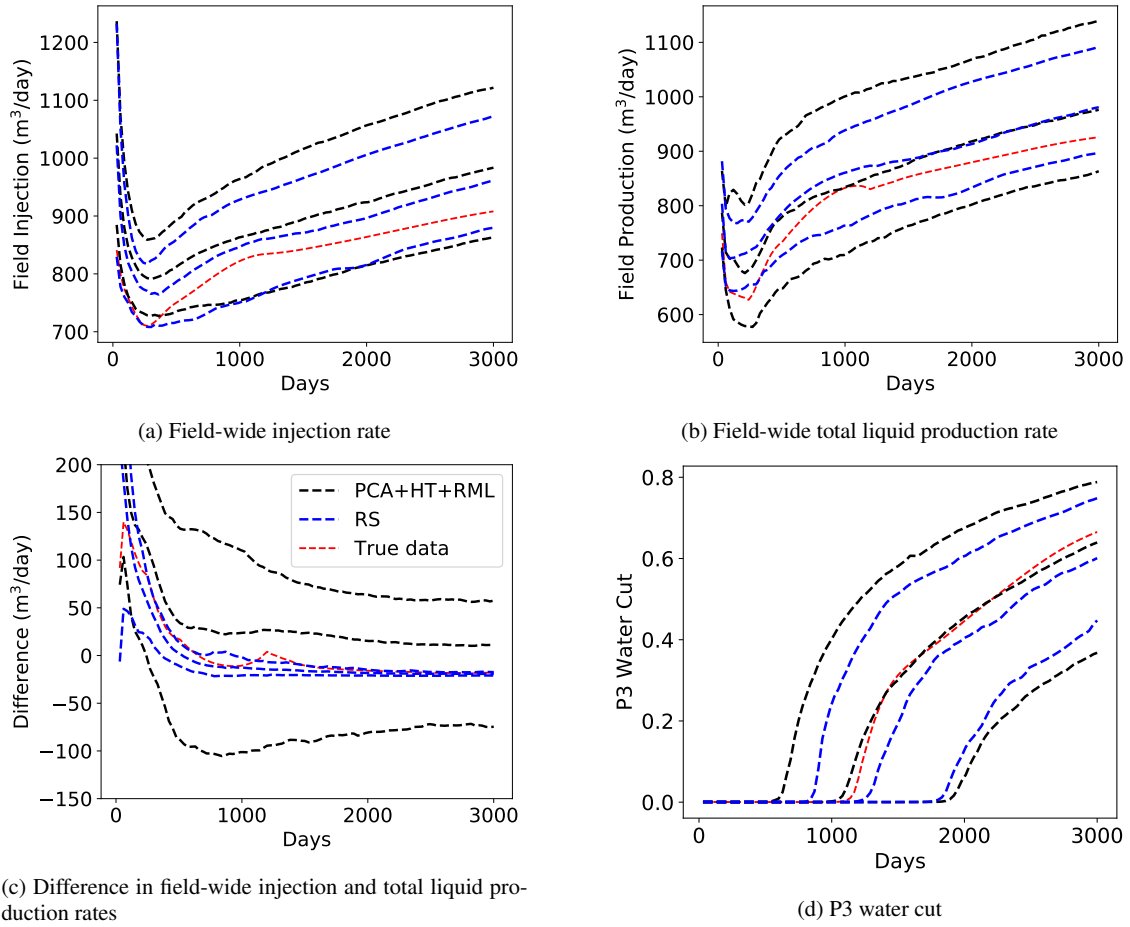 1200
1100
1000
900
800
700
Field Injection (m³/day)
0
1000
2000
3000
Days
(a) Field-wide injection rate
1100
1000
900
800
700
600
Field Production (m³/day)
0
1000
2000
3000
Days
(b) Field-wide total liquid production rate
200
150
100
50
0
−50
−100
−150
Difference (m³/day)
PCA+HT+RML
RS
True data
0
1000
2000
3000
Days
(c) Difference in field-wide injection and total liquid pro-
duction rates
0.8
0.6
0.4
0.2
0.0
P3 Water Cut
0
1000
2000
3000
Days
(d) P3 water cut